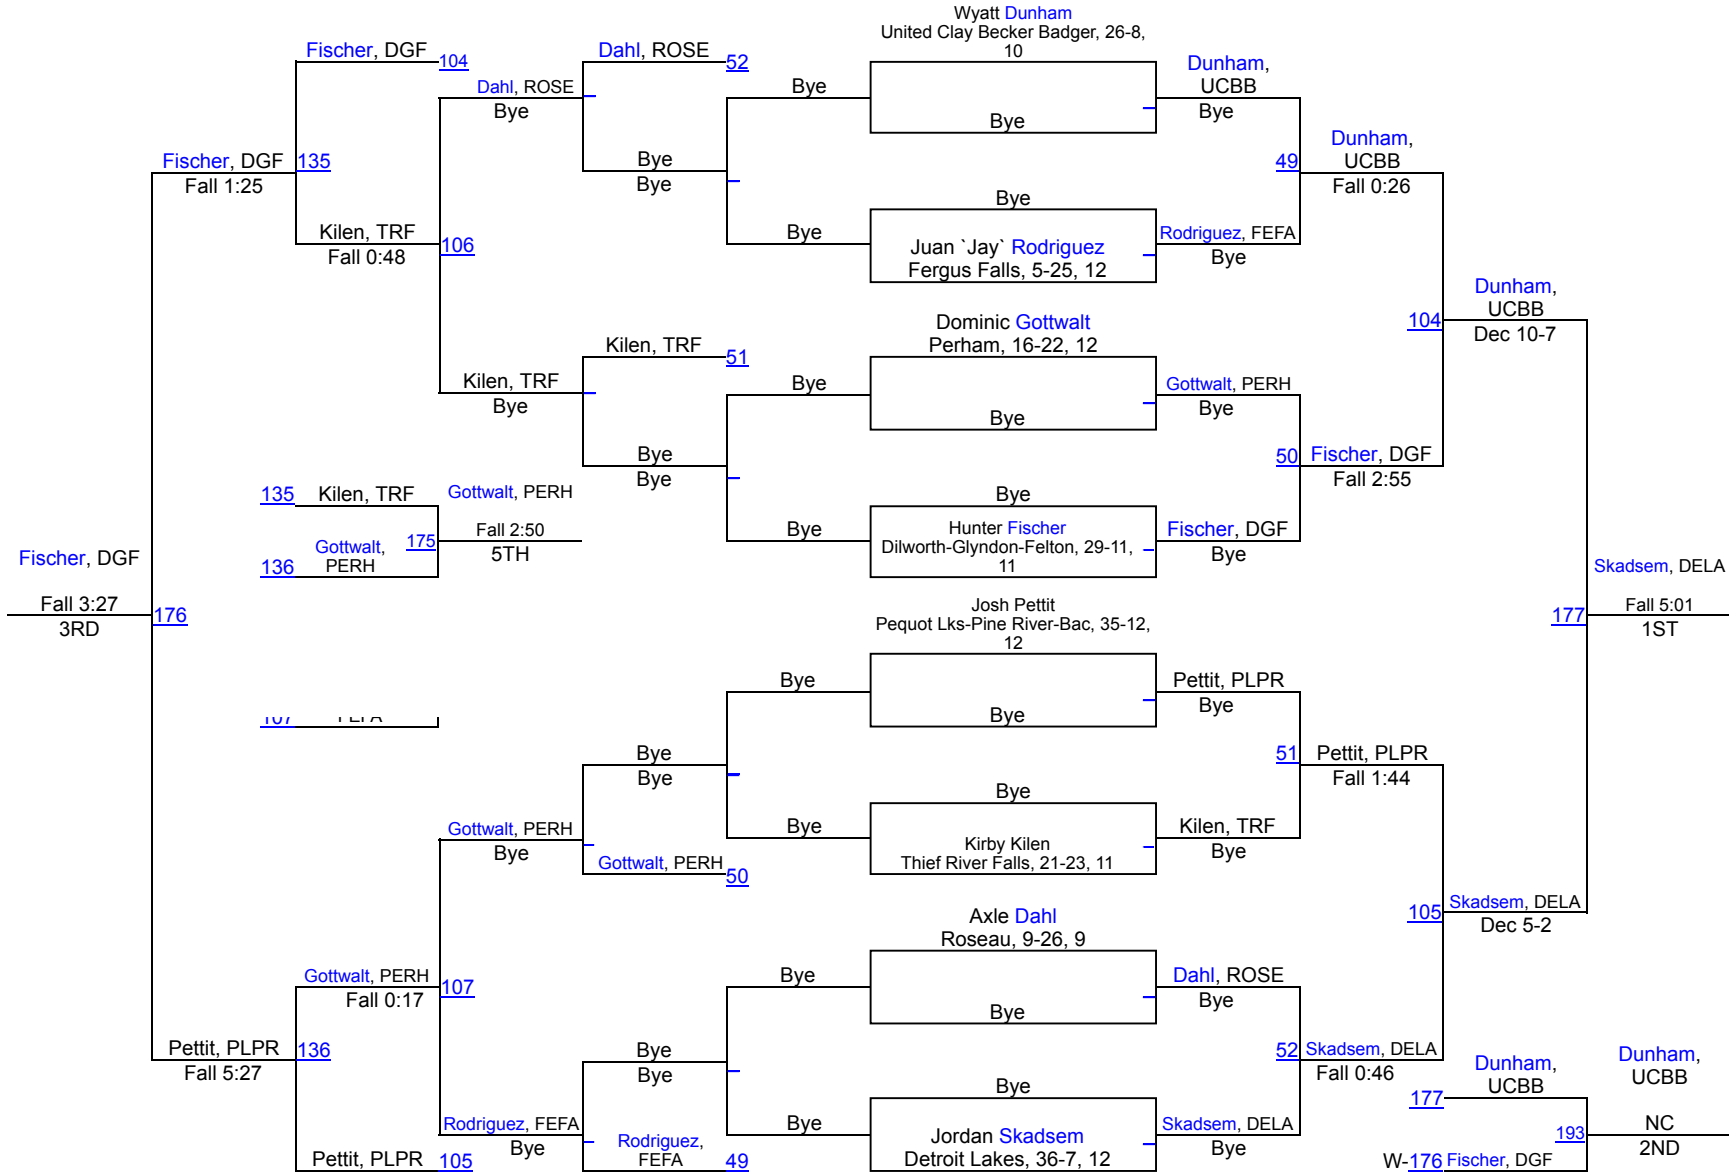 Wyatt Dunham
United Clay Becker Badger, 26-8,
10
Bye
Bye
Juan `Jay` Rodriguez
Fergus Falls, 5-25, 12
Dominic Gottwalt
Perham, 16-22, 12
Bye
Bye
Hunter Fischer
Dilworth-Glyndon-Felton, 29-11,
11
Josh Pettit
Pequot Lks-Pine River-Bac, 35-12,
12
Bye
Bye
Kirby Kilen
Thief River Falls, 21-23, 11
Axle Dahl
Roseau, 9-26, 9
Bye
Bye
Jordan Skadsem
Detroit Lakes, 36-7, 12
Dunham,
UCBB
Bye
49
Rodriguez, FEFA
Bye
Gottwalt, PERH
Bye
50
Fischer, DGF
Bye
Pettit, PLPR
Bye
51
Kilen, TRF
Bye
Dahl, ROSE
Bye
52
Skadsem, DELA
Bye
Dunham,
UCBB
Fall 0:26
104
Fischer, DGF
Fall 2:55
Pettit, PLPR
Fall 1:44
105
Skadsem, DELA
Fall 0:46
Dunham,
UCBB
Dec 10-7
177
Skadsem, DELA
Dec 5-2
Skadsem, DELA
Fall 5:01
1ST
Dunham,
UCBB
177
193
W-176 Fischer, DGF
Dunham,
UCBB
NC
2ND
Bye
Bye
Bye
Bye
Bye
Bye
Bye
Bye
Dahl, ROSE
52
Bye
Bye
Kilen, TRF
51
Bye
Bye
Bye
Bye
Gottwalt, PERH
50
Bye
Bye
Rodriguez,
FEFA
49
Dahl, ROSE
Bye
106
Kilen, TRF
Bye
Gottwalt, PERH
Bye
107
Rodriguez, FEFA
Bye
Fischer, DGF
104
135
Kilen, TRF
Fall 0:48
Gottwalt, PERH
Fall 0:17
136
Pettit, PLPR
105
Fischer, DGF
Fall 1:25
176
Pettit, PLPR
Fall 5:27
Fischer, DGF
Fall 3:27
3RD
135
Kilen, TRF
136
Gottwalt,
PERH
175
Gottwalt, PERH
Fall 2:50
5TH